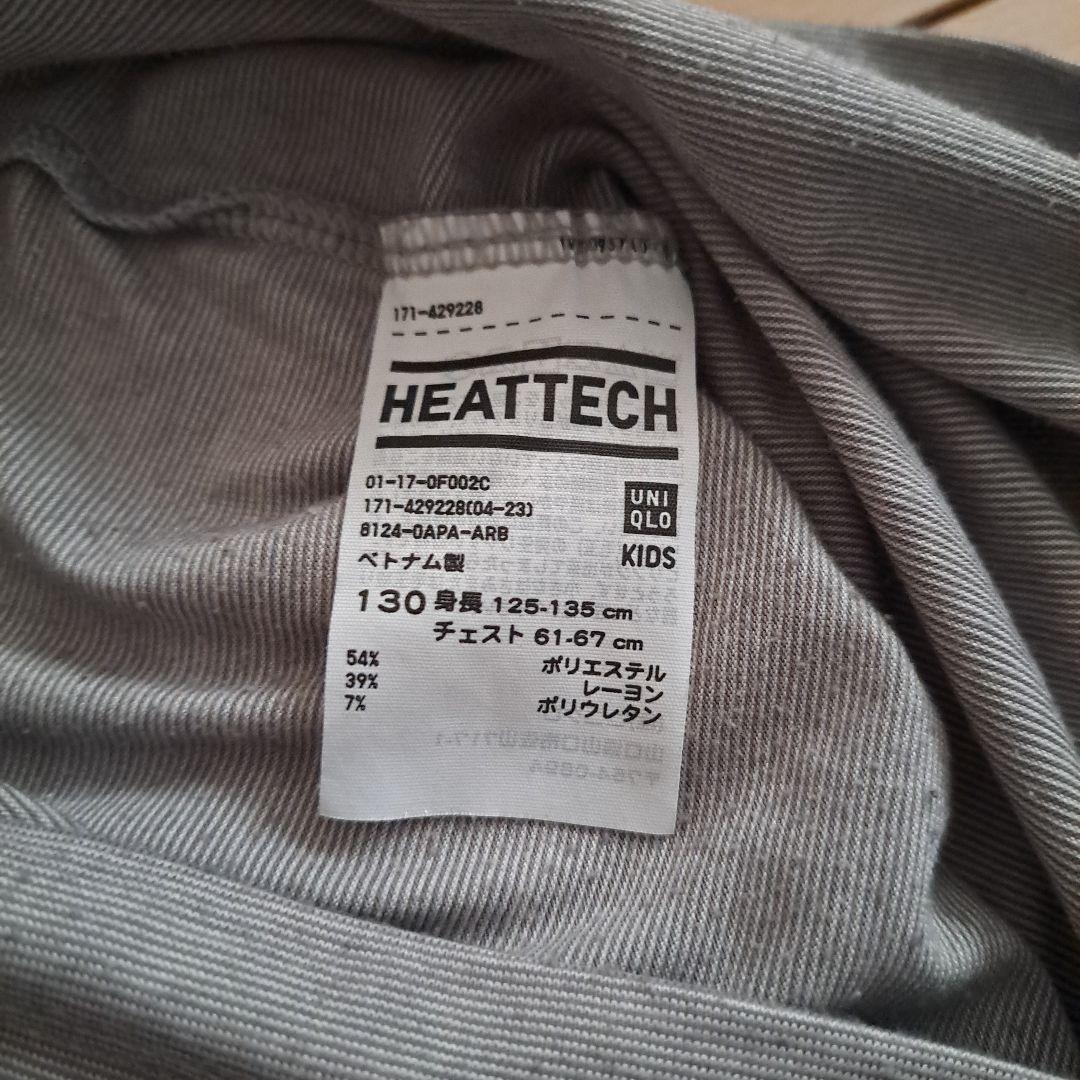 171-429228
HEATTECH
01-17-0F002C
171-429228(04-23)
8124-0APA-ARB
ベトナム製
UNI
QLO
KIDS
130 身長 125-135 cm
チェスト 61-67 cm
54% ポリエステル
39% レーヨン
7% ポリウレタン